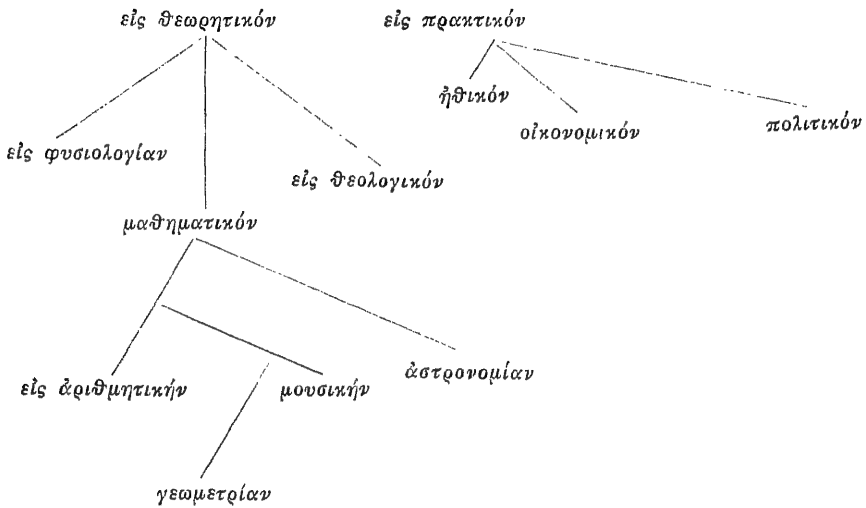 εἰς θεωρητικόν εἰς πρακτικόν
ἠθικόν
οἰκονομικόν πολιτικόν
εἰς φυσιολογίαν
εἰς θεολογικόν
μαθηματικόν
ἀστρονομίαν
εἰς ἀριθμητικήν μουσικήν
γεωμετρίαν